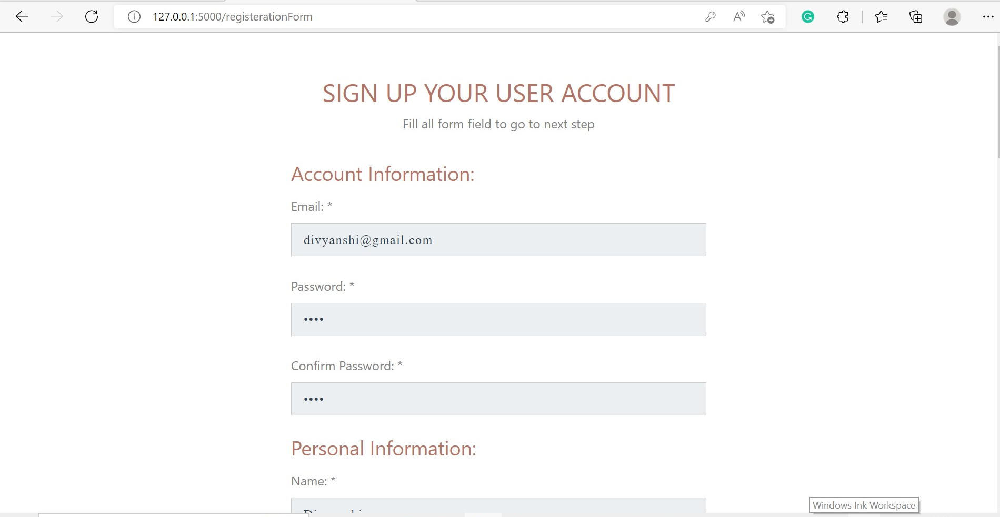 127.0.0.1:5000/registerationForm
SIGN UP YOUR USER ACCOUNT
Fill all form field to go to next step
Account Information:
Email: *
divyanshi@gmail.com
Password: *
••••
Confirm Password: *
••••
Personal Information:
Name: *
Windows Ink Workspace